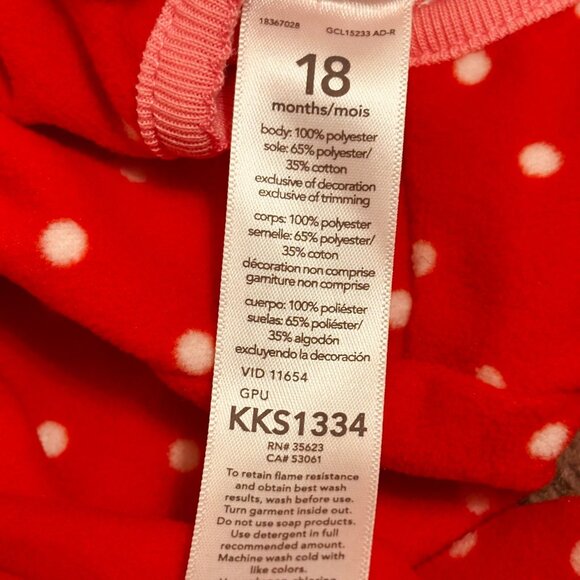 18367028 GCL15233 AD-R
18
months/mois
body: 100% polyester
sole: 65% polyester/
35% cotton
exclusive of decoration
exclusive of trimming
corps: 100% polyester
semelle: 65% polyester/
35% coton
décoration non comprise
garniture non comprise
cuerpo: 100% poliéster
suelas: 65% poliéster/
35% algodón
excluyendo la decoración
VID 11654
GPU
KKS1334
RN# 35623
CA# 53061
To retain flame resistance
and obtain best wash
results, wash before use.
Turn garment inside out.
Do not use soap products.
Use detergent in full
recommended amount.
Machine wash cold with
like colors.